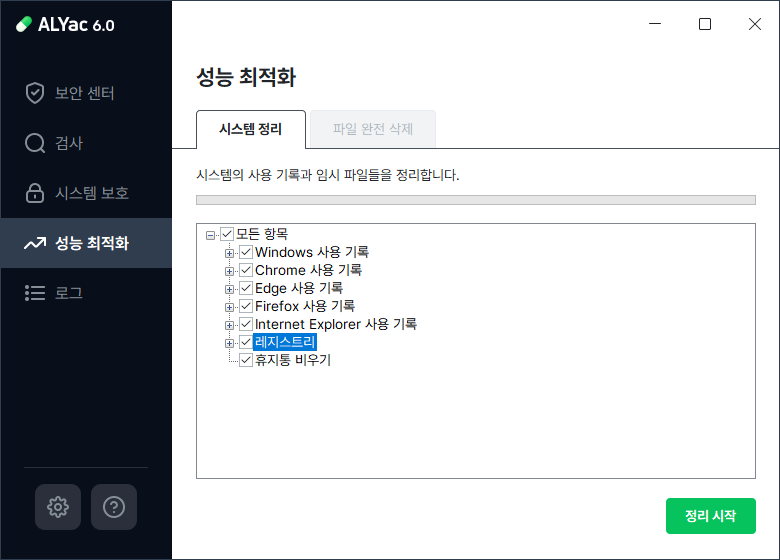 ALYac 6.0
보안 센터
검사
시스템 보호
성능 최적화
로그
성능 최적화
시스템 정리
파일 완전 삭제
시스템의 사용 기록과 임시 파일들을 정리합니다.
모든 항목
Windows 사용 기록
Chrome 사용 기록
Edge 사용 기록
Firefox 사용 기록
Internet Explorer 사용 기록
레지스트리
휴지통 비우기
정리 시작